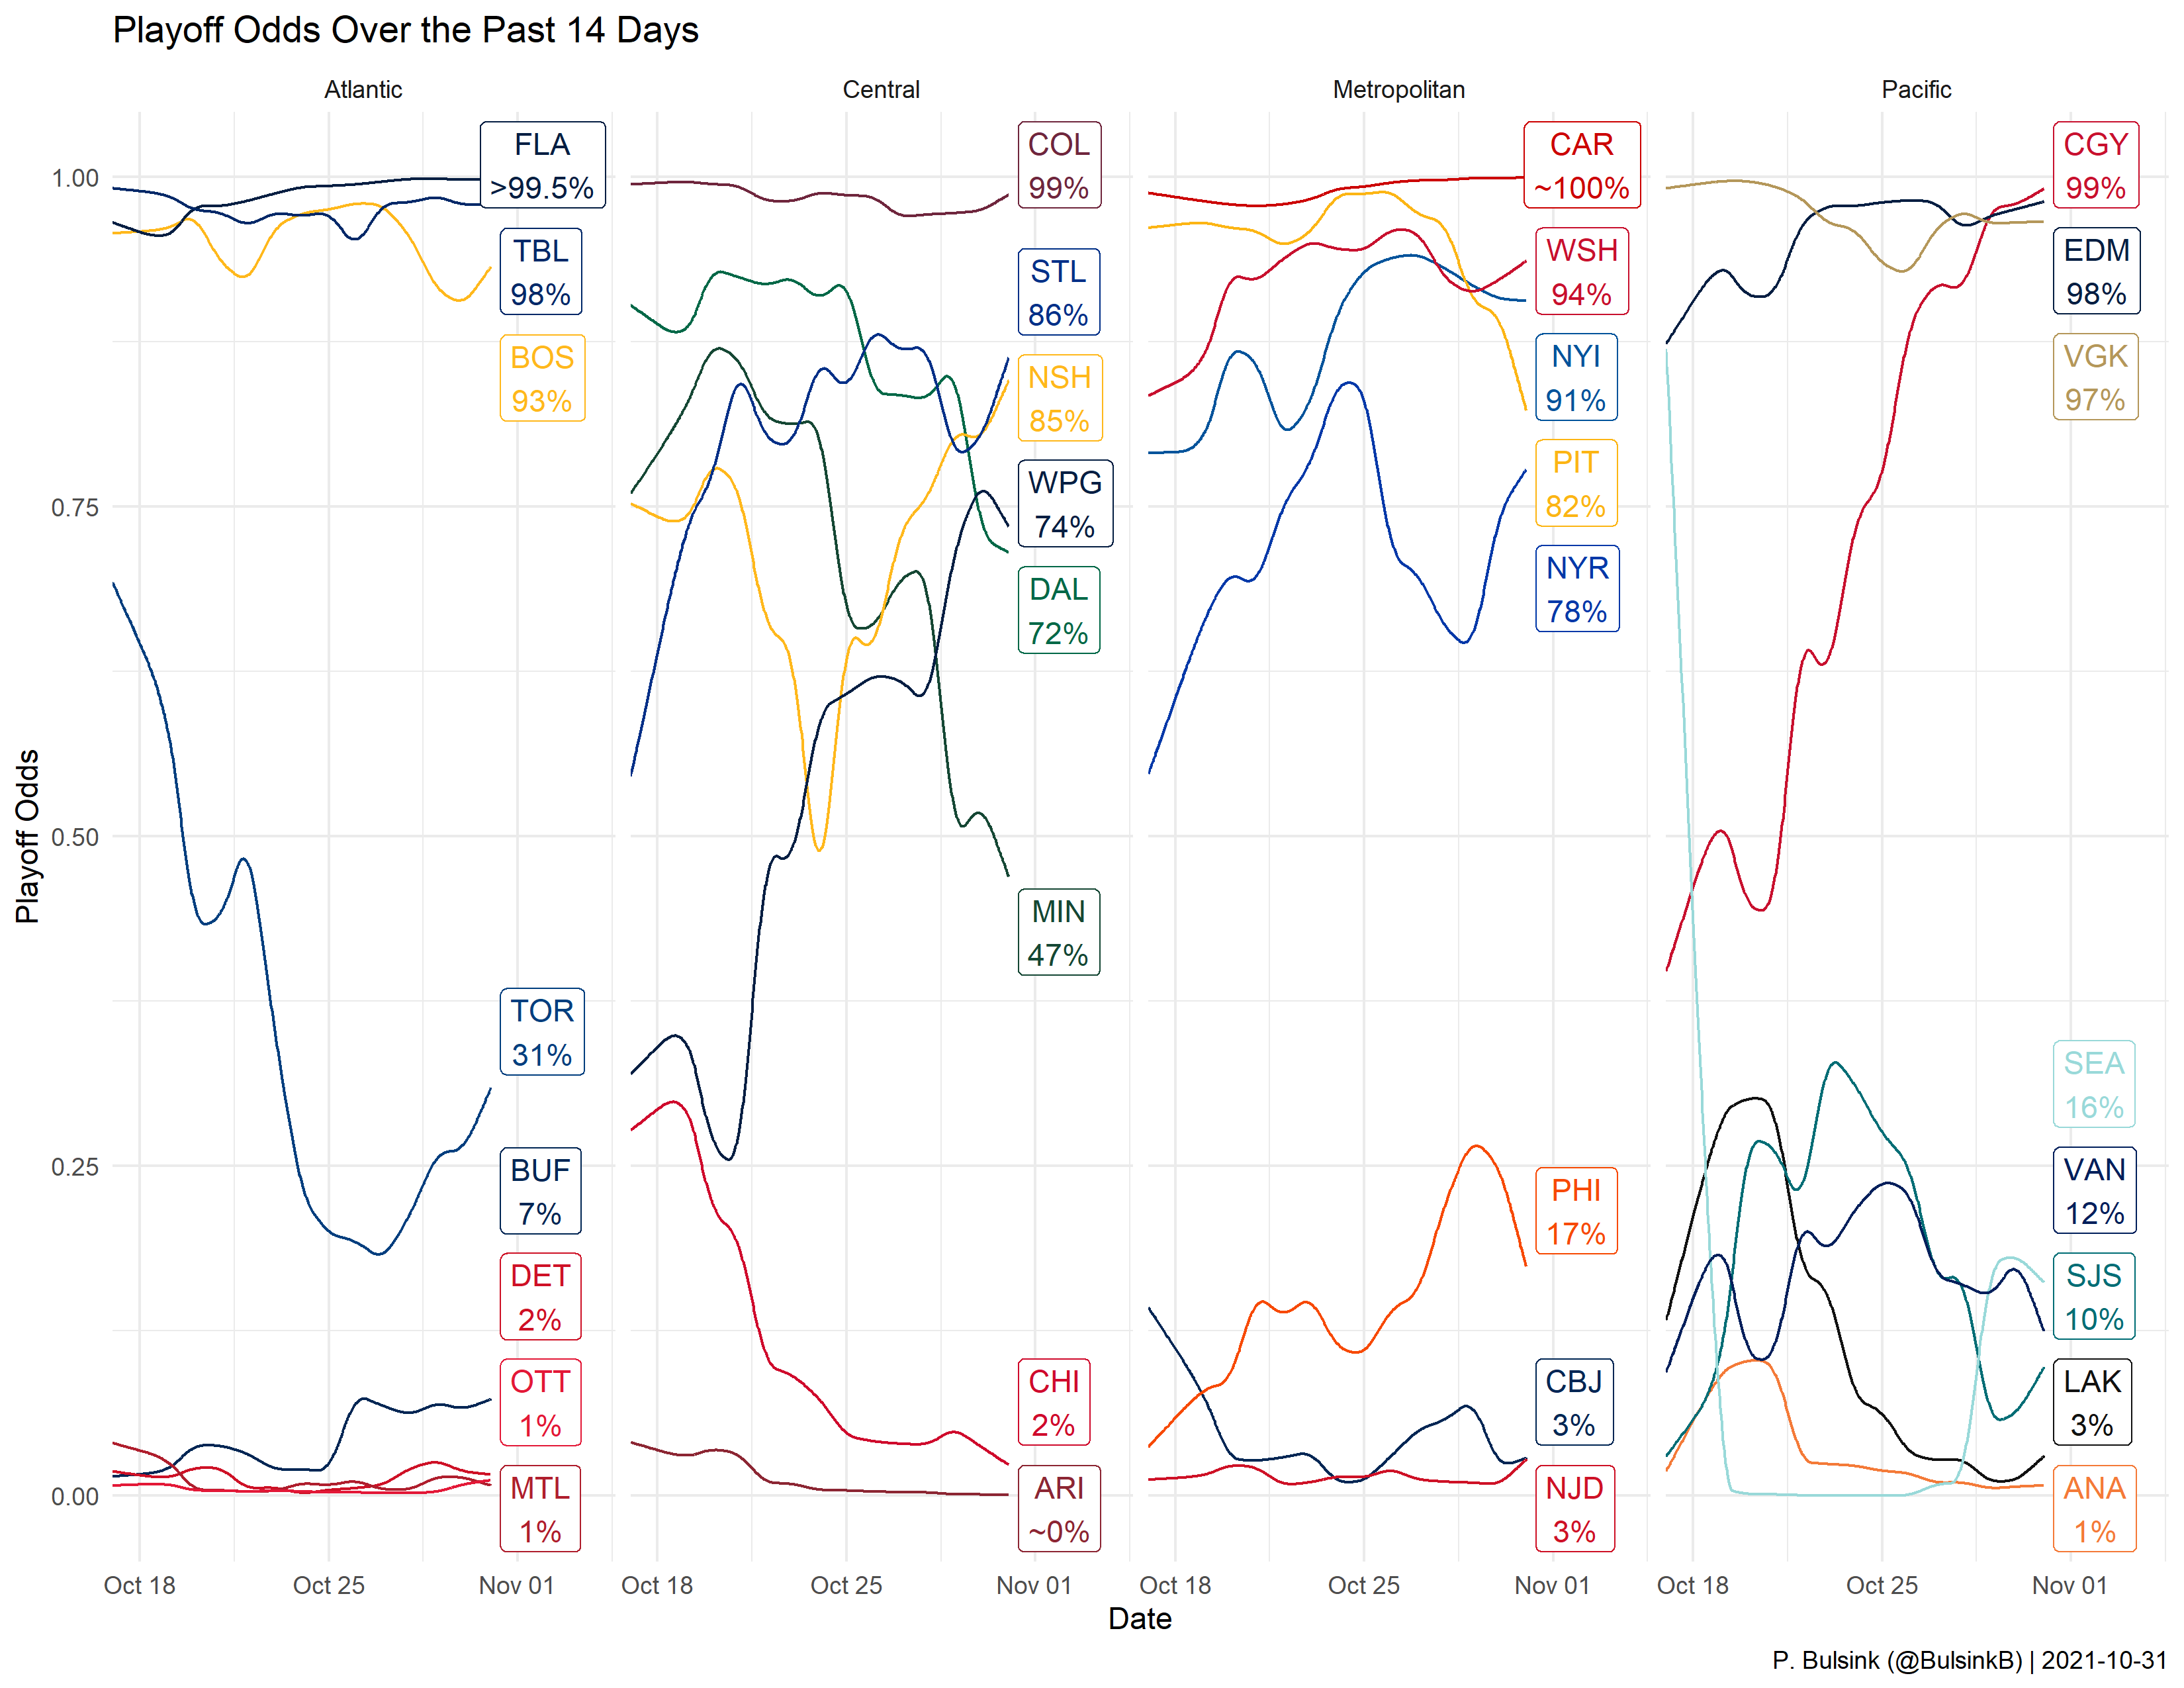 Playoff Odds Over the Past 14 Days
Atlantic
Central
Metropolitan
Pacific
Playoff Odds
1.00
0.75
0.50
0.25
0.00
FLA
>99.5%
TBL
98%
BOS
93%
TOR
31%
BUF
7%
DET
2%
OTT
1%
MTL
1%
COL
99%
STL
86%
NSH
85%
WPG
74%
DAL
72%
MIN
47%
CHI
2%
ARI
~0%
CAR
~100%
WSH
94%
NYI
91%
PIT
82%
NYR
78%
PHI
17%
CBJ
3%
NJD
3%
CGY
99%
EDM
98%
VGK
97%
SEA
16%
VAN
12%
SJS
10%
LAK
3%
ANA
1%
Oct 18
Oct 25
Nov 01
Oct 18
Oct 25
Nov 01
Oct 18
Oct 25
Nov 01
Oct 18
Oct 25
Nov 01
Date
P. Bulsink (@BulsinkB) | 2021-10-31